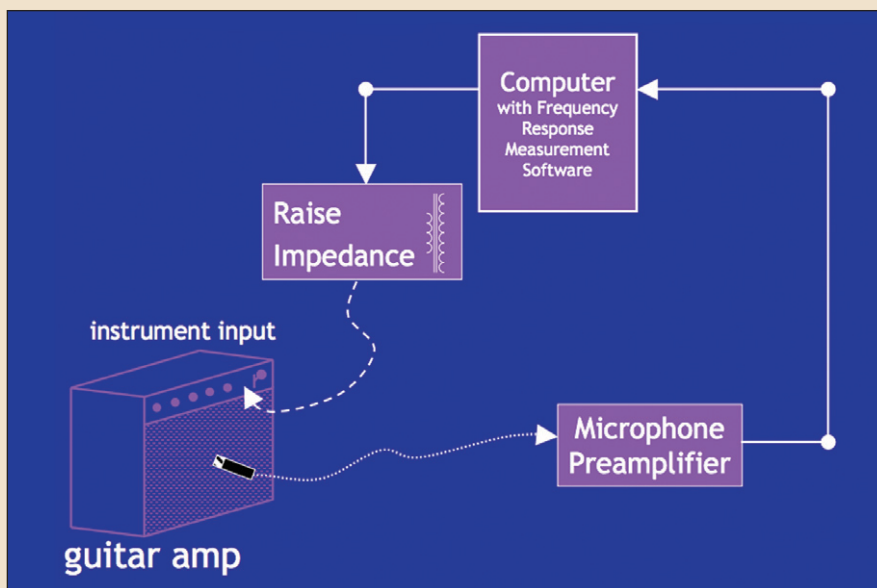 Computer
with Frequency
Response
Measurement
Software
Raise
Impedance
instrument input
Microphone
Preamplifier
guitar amp